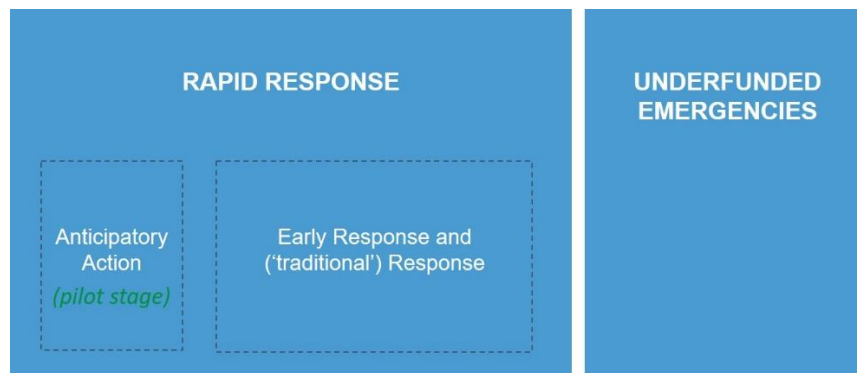 RAPID RESPONSE
Anticipatory
Action
(pilot stage)
Early Response and
(‘traditional’) Response
UNDERFUNDED
EMERGENCIES